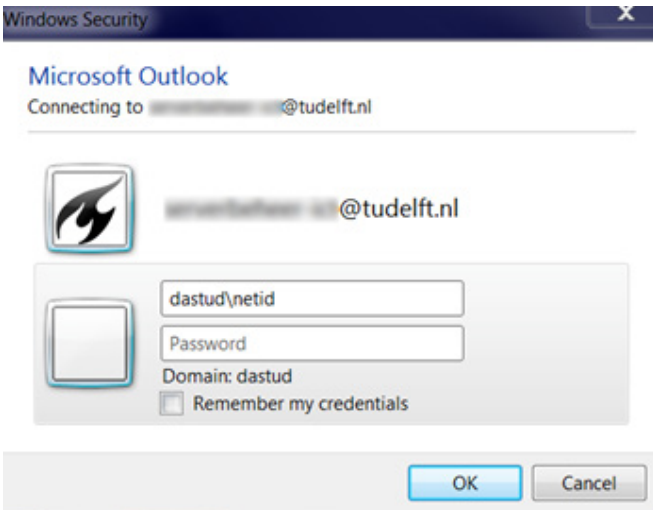 Windows Security
X
Microsoft Outlook
Connecting to @tudelft.nl
@tudelft.nl
dastud\netid
Password
Domain: dastud
Remember my credentials
OK
Cancel